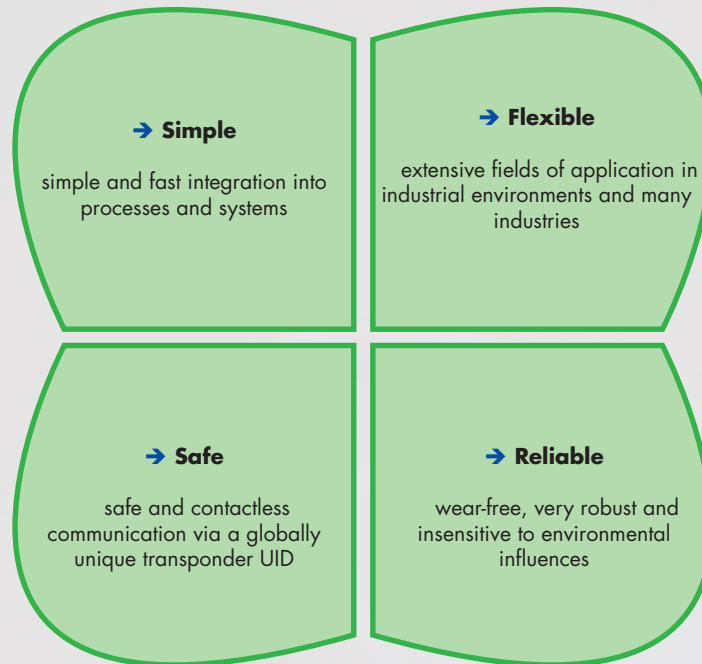 ➔ Simple
simple and fast integration into
processes and systems
➔ Flexible
extensive fields of application in
industrial environments and many
industries
➔ Safe
safe and contactless
communication via a globally
unique transponder UID
➔ Reliable
wear-free, very robust and
insensitive to environmental
influences